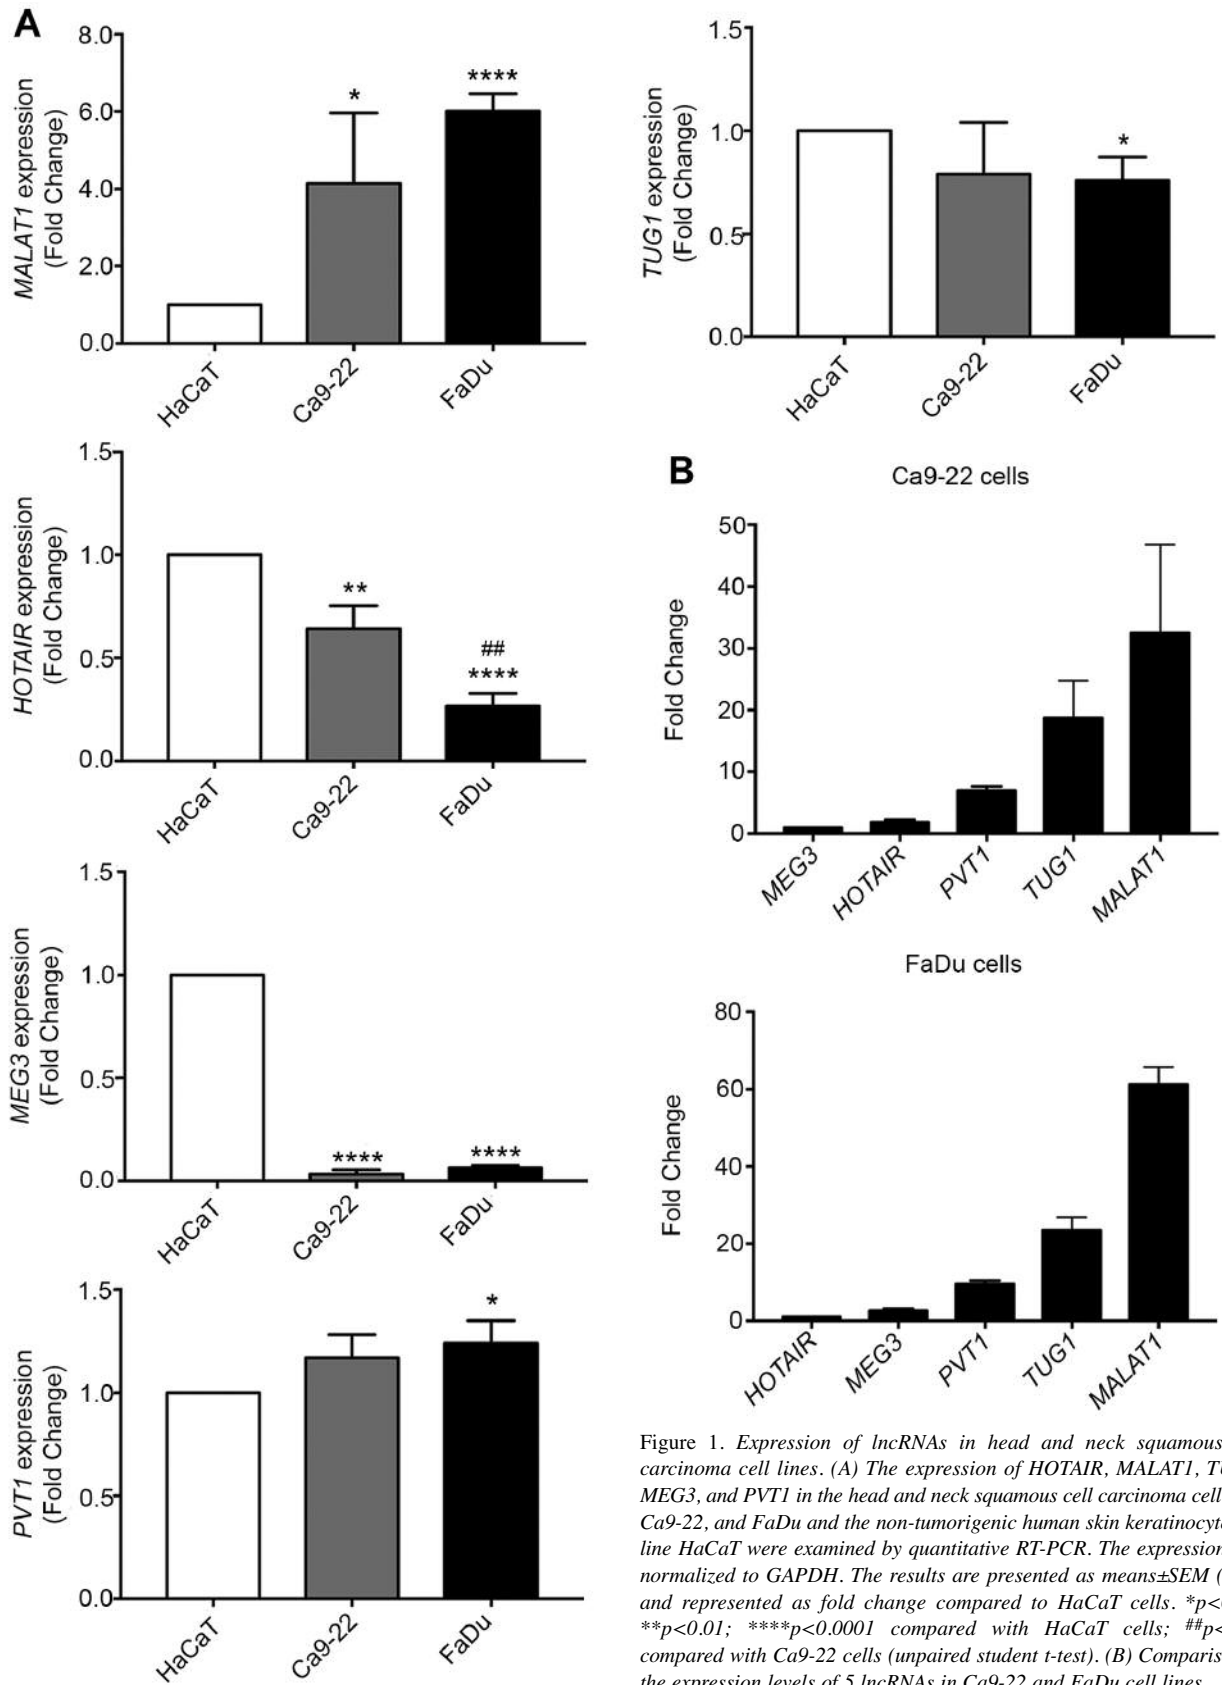 A
8.0
6.0
4.0
2.0
0.0
MALAT1 expression
(Fold Change)
*
****
HaCaT
Ca9-22
FaDu
1.5
1.0
0.5
0.0
HOTAIR expression
(Fold Change)
**
##
****
HaCaT
Ca9-22
FaDu
1.5
1.0
0.5
0.0
MEG3 expression
(Fold Change)
****
****
HaCaT
Ca9-22
FaDu
1.5
1.0
0.5
0.0
PVT1 expression
(Fold Change)
*
HaCaT
Ca9-22
FaDu
1.5
1.0
0.5
0.0
TUG1 expression
(Fold Change)
*
HaCaT
Ca9-22
FaDu
B
Ca9-22 cells
50
40
30
20
10
0
Fold Change
MEG3
HOTAIR
PVT1
TUG1
MALAT1
FaDu cells
80
60
40
20
0
Fold Change
HOTAIR
MEG3
PVT1
TUG1
MALAT1
Figure 1. Expression of lncRNAs in head and neck squamous
carcinoma cell lines. (A) The expression of HOTAIR, MALAT1,
MEG3, and PVT1 in the head and neck squamous cell carcinoma cell
Ca9-22, and FaDu and the non-tumorigenic human skin keratinocyte
line HaCaT were examined by quantitative RT-PCR. The expression
normalized to GAPDH. The results are presented as means±SEM (
and represented as fold change compared to HaCaT cells. *p<
**p<0.01; ****p<0.0001 compared with HaCaT cells; ##p<
compared with Ca9-22 cells (unpaired student t-test). (B)
the expression levels of 5 lncRNAs in Ca9-22 and FaDu cell lines.